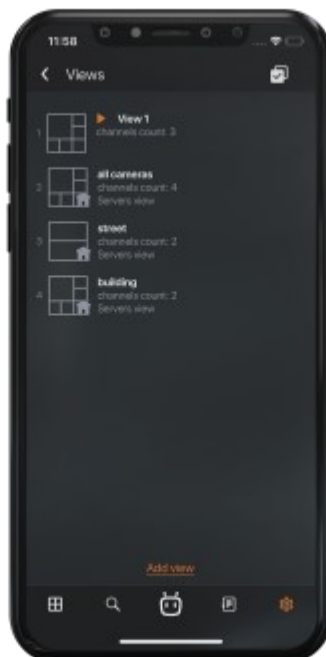 11:58
Views
1
View 1
channels count: 3
2
all cameras
channels count: 4
Servers view
3
street
channels count: 2
Servers view
4
building
channels count: 2
Servers view
Add view
P